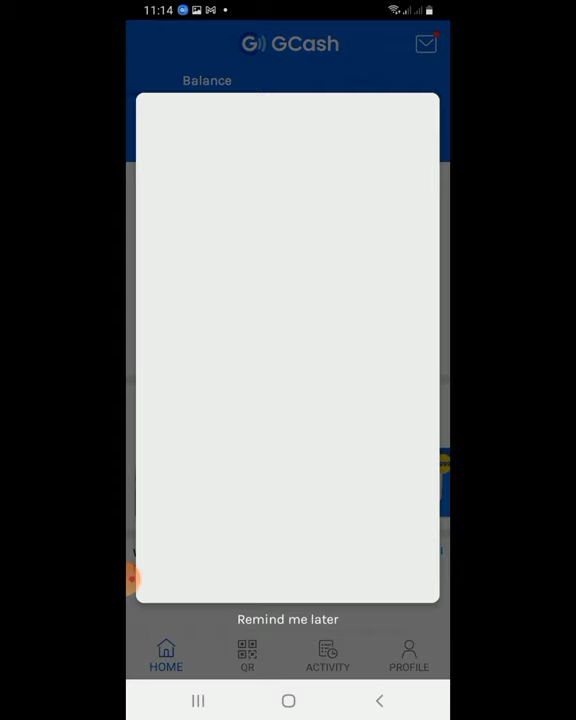 11:14
GCash
Balance
Remind me later
HOME
QR
ACTIVITY
PROFILE